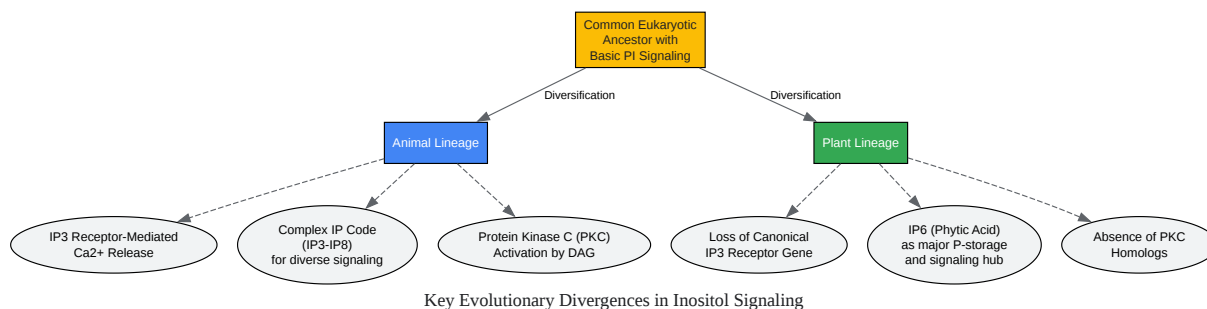 Common Eukaryotic
Ancestor with
Basic PI Signaling
Diversification
Diversification
Animal Lineage
Plant Lineage
IP3 Receptor-Mediated
Ca2+ Release
Complex IP Code
(IP3-IP8)
for diverse signaling
Protein Kinase C (PKC)
Activation by DAG
Loss of Canonical
IP3 Receptor Gene
IP6 (Phytic Acid)
as major P-storage
and signaling hub
Absence of PKC
Homologs
Key Evolutionary Divergences in Inositol Signaling